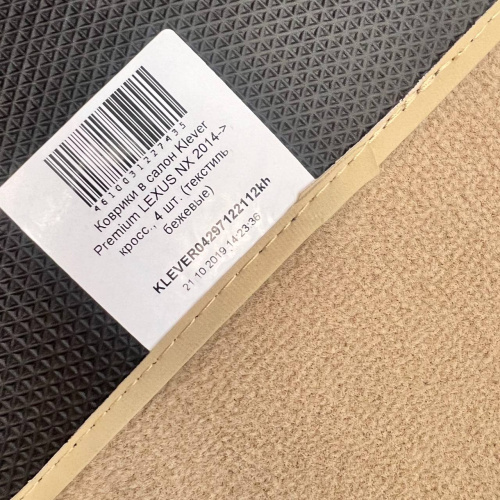 4610031227435
Коврики в салон Klever
Premium LEXUS NX 2014->
кросс., 4 шт. (текстиль
бежевые)
KLEVER04297122112kh
21.10.2019 14:23:36